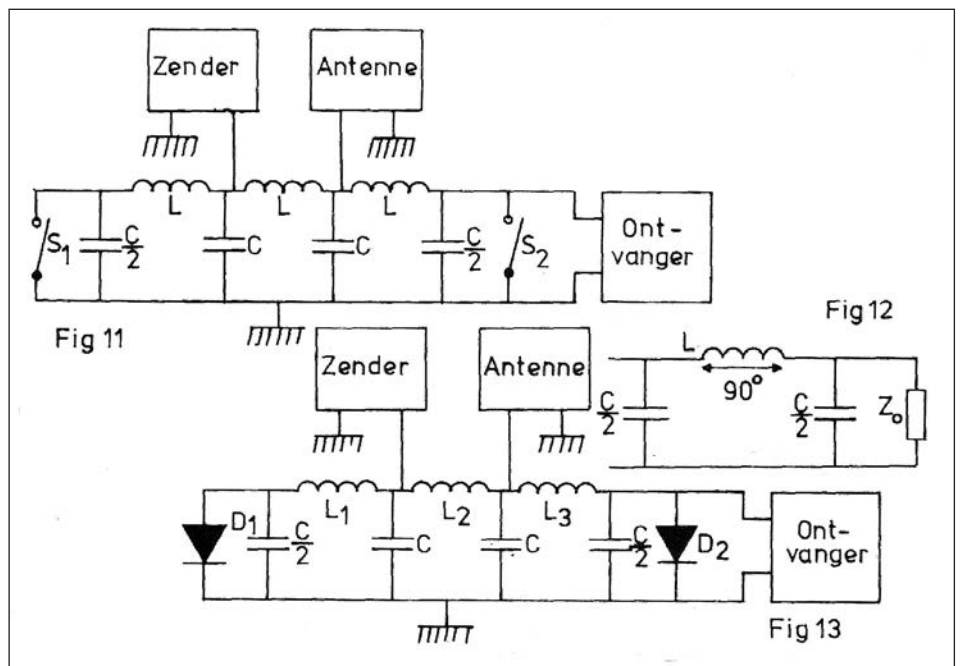 Zender
Antenne
L
L
L
S1
C/2
C
C
C/2
S2
Ont-
vanger
Fig 11
Fig 12
L
90°
C/2
C/2
Zo
Zender
Antenne
D1
C/2
L1
L2
L3
C
C
C/2
D2
Ont-
vanger
Fig 13